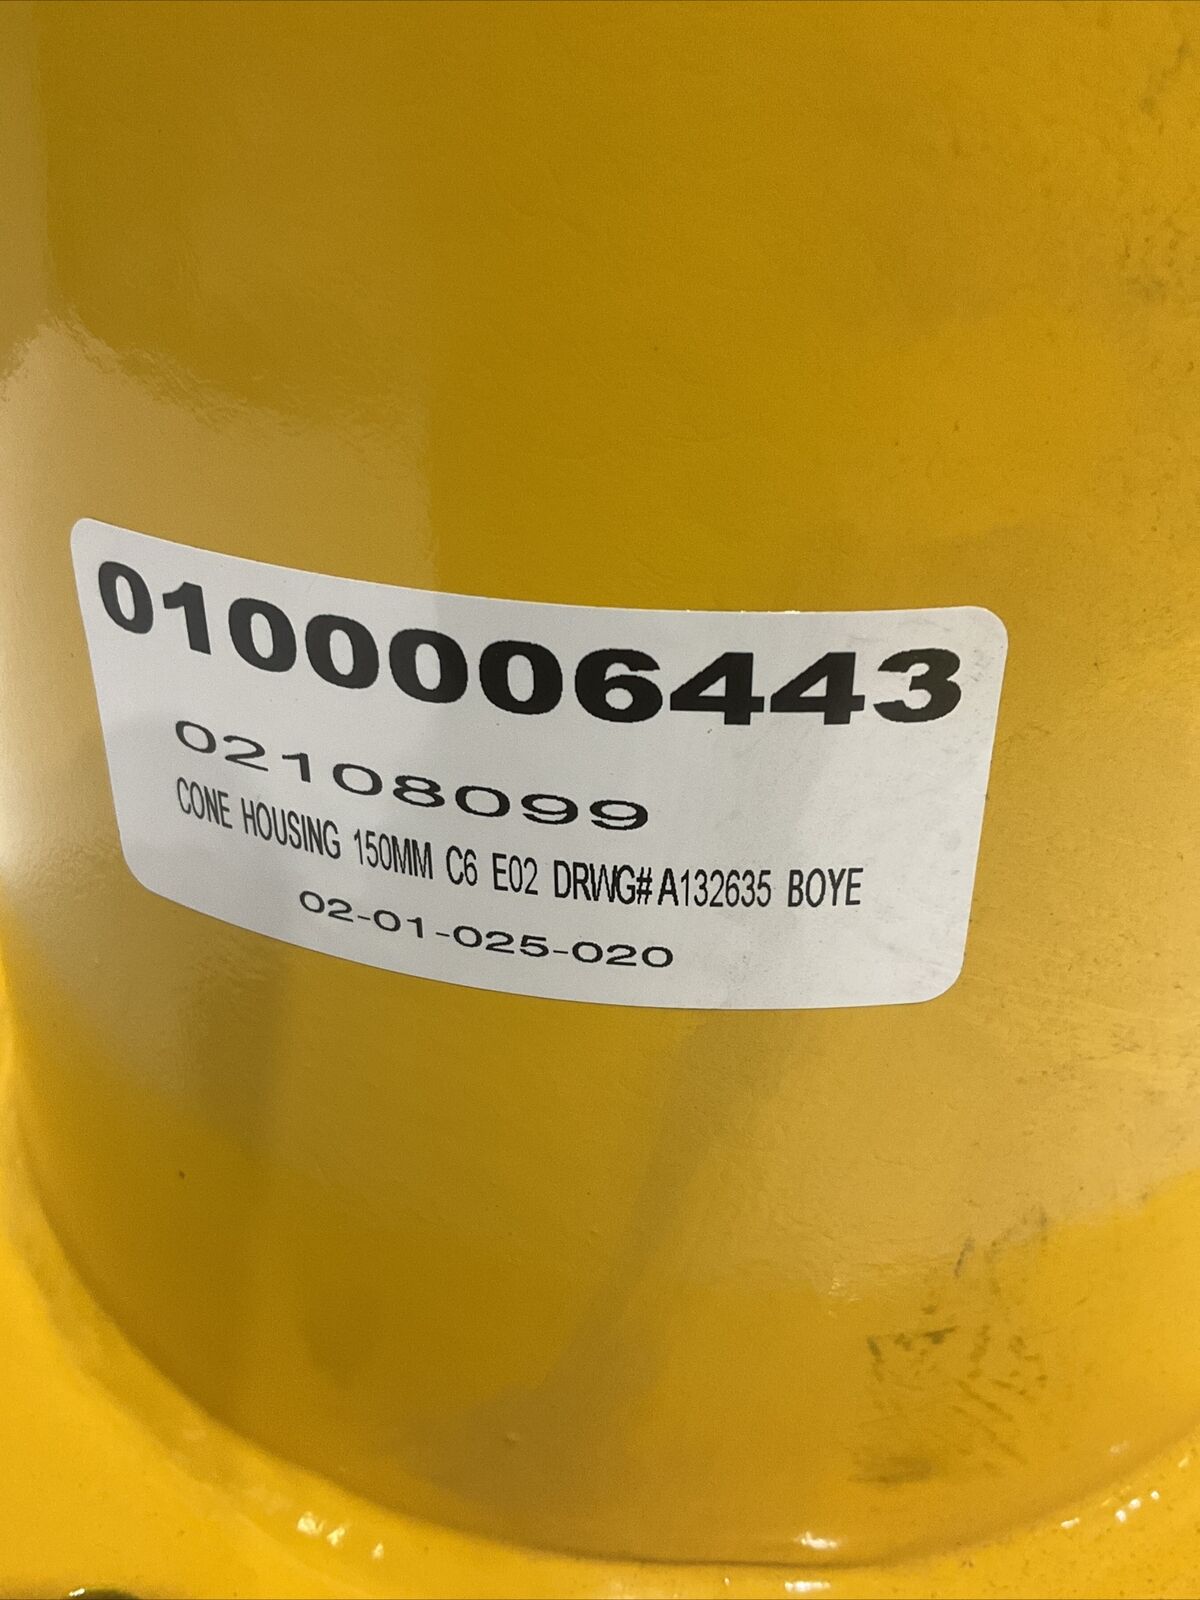 0100006443
02108099
CONE HOUSING 150MM C6 E02 DRWG# A132635 BOYE
02-01-025-020